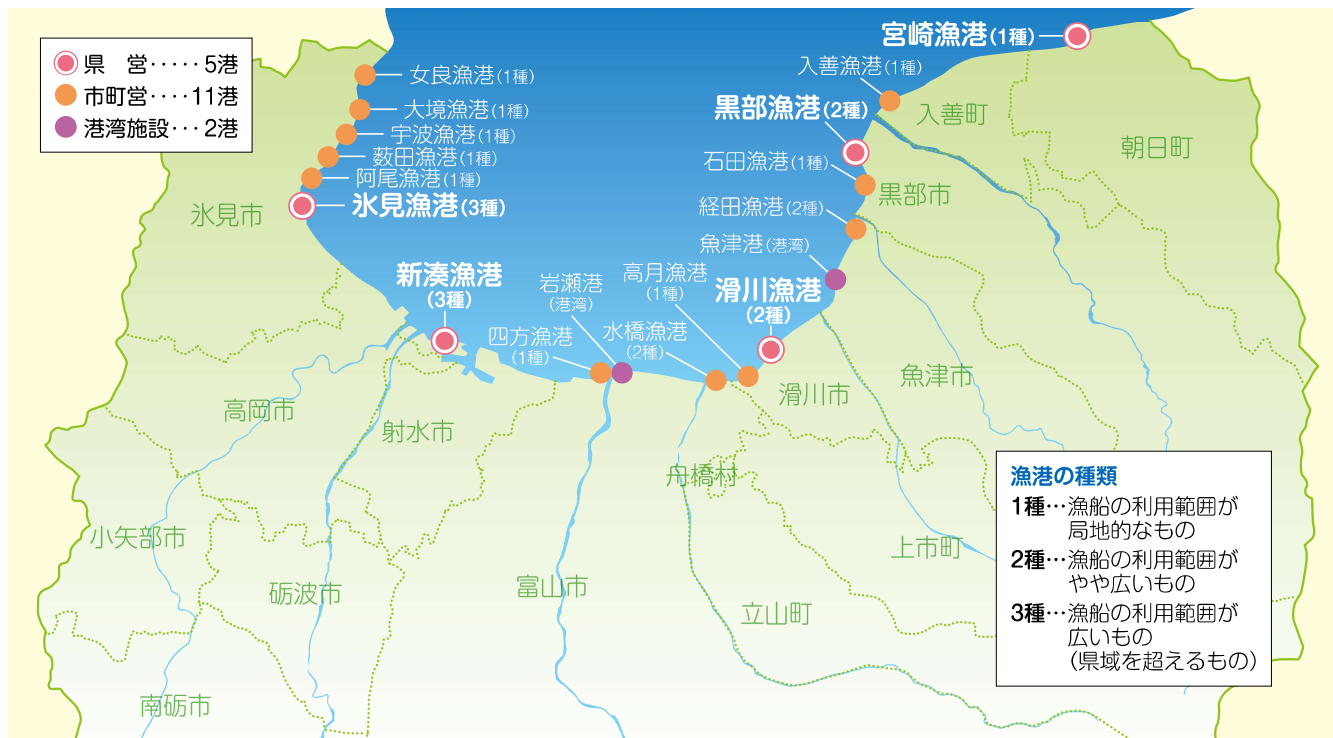 県　営‥‥‥5港
市町営‥‥11港
港湾施設‥‥2港
女良漁港(1種)
大境漁港(1種)
宇波漁港(1種)
薮田漁港(1種)
阿尾漁港(1種)
氷見漁港(3種)
新湊漁港
(3種)
四方漁港
(1種)
岩瀬港
(港湾)
水橋漁港
(2種)
高月漁港
(1種)
滑川漁港
(2種)
魚津港(港湾)
経田漁港(2種)
石田漁港(1種)
黒部漁港(2種)
入善漁港(1種)
宮崎漁港(1種)
氷見市
高岡市
射水市
小矢部市
砺波市
南砺市
富山市
舟橋村
立山町
上市町
滑川市
魚津市
黒部市
入善町
朝日町
漁港の種類
1種…漁船の利用範囲が
局地的なもの
2種…漁船の利用範囲が
やや広いもの
3種…漁船の利用範囲が
広いもの
(県域を超えるもの)